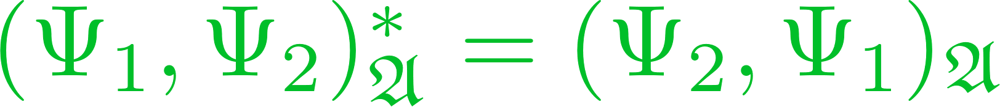 (Ψ₁, Ψ₂)*_𝔄 = (Ψ₂, Ψ₁)_𝔄